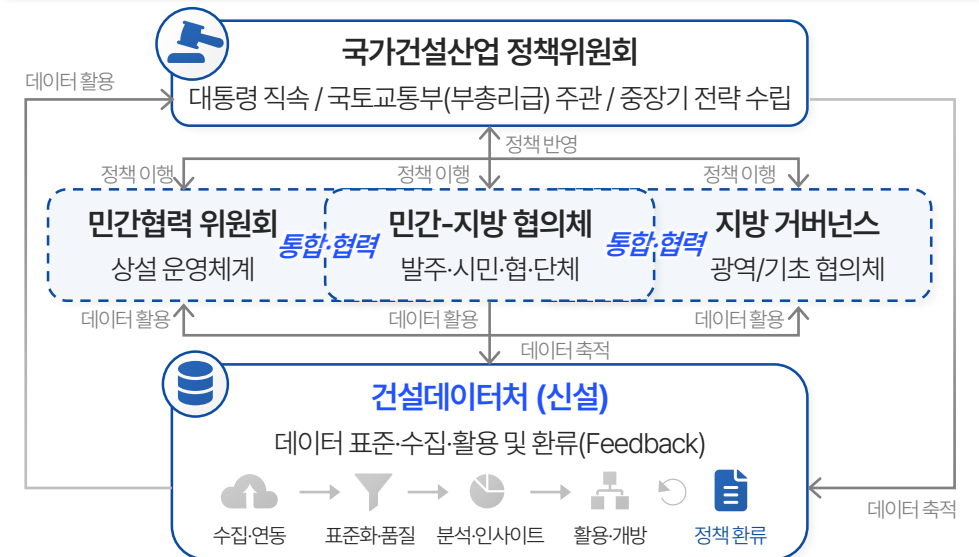 국가건설산업 정책위원회
데이터 활용
대통령 직속 / 국토교통부(부총리급) 주관 / 중장기 전략 수립
정책 반영
정책 이행
정책 이행
정책 이행
민간협력 위원회
통합·협력
민간-지방 협의체
통합·협력
지방 거버넌스
상설 운영체계
발주·시민·협·단체
광역/기초 협의체
데이터 활용
데이터 활용
데이터 활용
데이터 축적
건설데이터처 (신설)
데이터 표준·수집·활용 및 환류(Feedback)
수집·연동
표준화·품질
분석·인사이트
활용·개방
정책 환류
데이터 축적